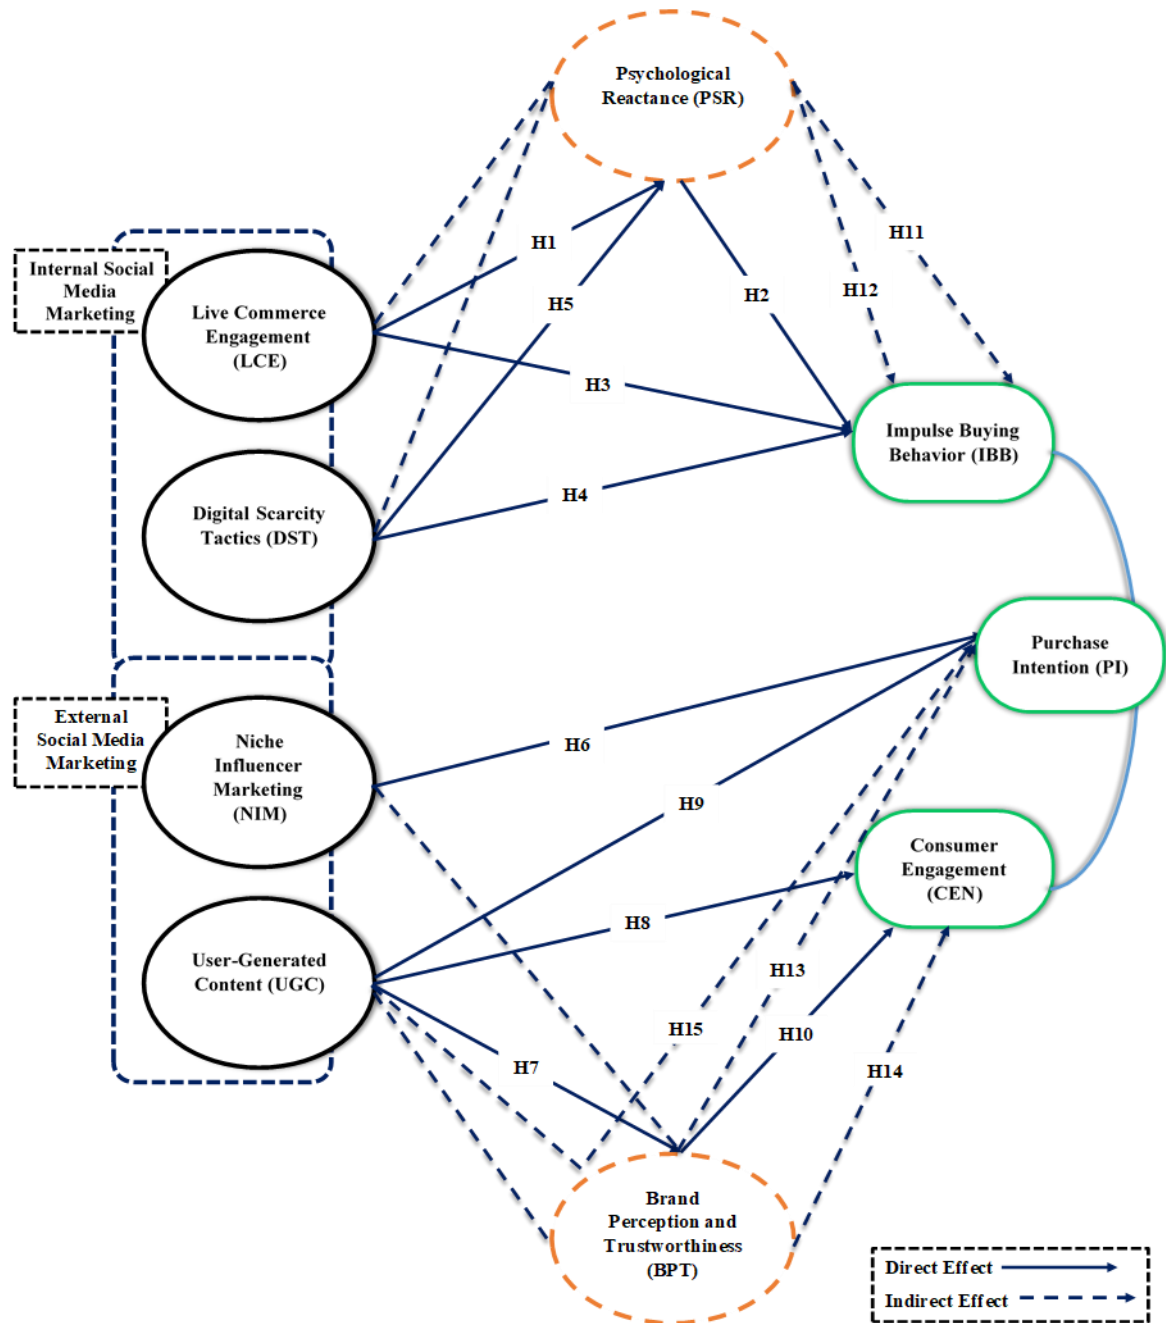 Psychological
Reactance (PSR)
H1
H5
H2
H11
H12
Internal Social
Media
Marketing
Live Commerce
Engagement
(LCE)
H3
Impulse Buying
Behavior (IBB)
Digital Scarcity
Tactics (DST)
H4
Purchase
Intention (PI)
External
Social Media
Marketing
Niche
Influencer
Marketing
(NIM)
H6
H9
Consumer
Engagement
(CEN)
H8
User-Generated
Content (UGC)
H13
H15
H10
H7
H14
Brand
Perception and
Trustworthiness
(BPT)
Direct Effect
Indirect Effect